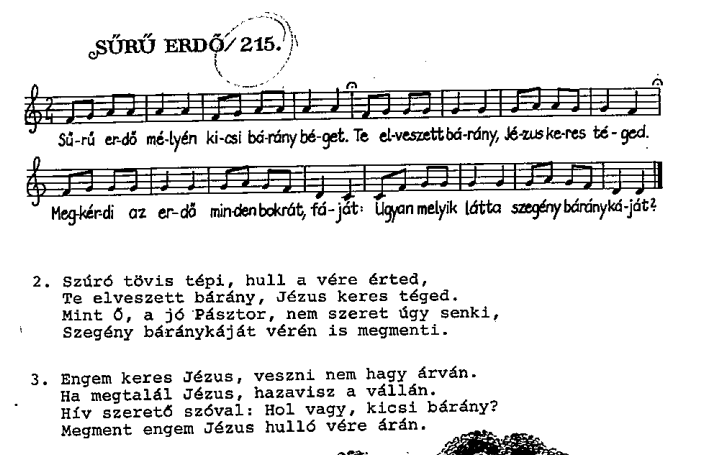 SŰRŰ ERDŐ/215.
Sű-rű er-dő mé-lyén ki-csi bá-rány bé-get. Te el-veszett bá-rány, Jé-zus ke-res té-ged.
Meg-kér-di az er-dő minden bokrát, fá-ját: Ugyan melyik látta szegény bárányká-ját?
2. Szúró tövis tépi, hull a vére érted,
Te elveszett bárány, Jézus keres téged.
Mint Ő, a jó Pásztor, nem szeret úgy senki,
Szegény báránykáját vérén is megmenti.
3. Engem keres Jézus, veszni nem hagy árván.
Ha megtalál Jézus, hazavisz a vállán.
Hív szerető szóval: Hol vagy, kicsi bárány?
Megment engem Jézus hulló vére árán.